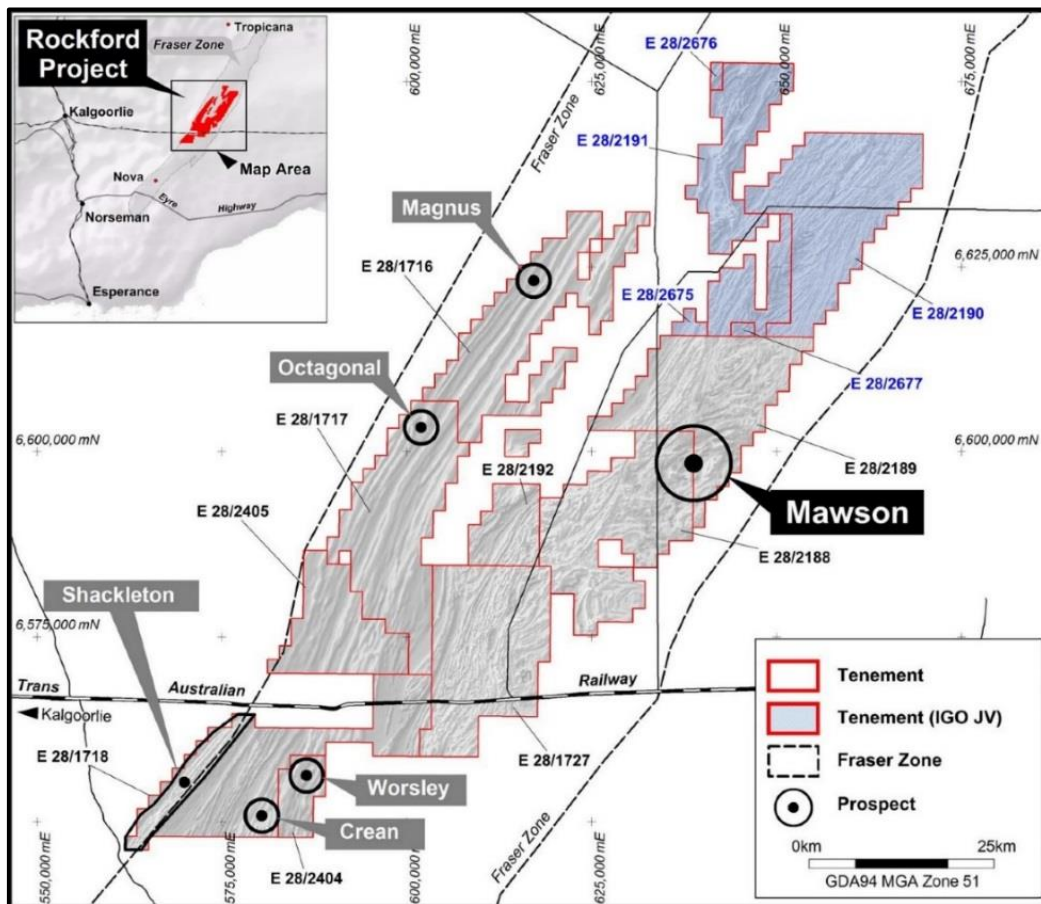 Tropicana
Fraser Zone
Rockford
Project
Kalgoorlie
Map Area
Nova
Eyre
Highway
Norseman
Esperance
600,000 mE
625,000 mE
650,000 mE
675,000 mE
Fraser Zone
E 28/2676
E 28/2191
Magnus
E 28/1716
6,625,000 mN
E 28/2675
E 28/2190
Octagonal
E 28/2677
E 28/1717
6,600,000 mN
6,600,000 mN
E 28/2192
E 28/2189
Mawson
E 28/2405
E 28/2188
Shackleton
6,575,000 mN
Trans Australian Railway
Kalgoorlie
E 28/1718
E 28/1727
Worsley
Crean
E 28/2404
Fraser Zone
550,000 mE
575,000 mE
600,000 mE
625,000 mE
Tenement
Tenement (IGO JV)
Fraser Zone
Prospect
0km 25km
GDA94 MGA Zone 51